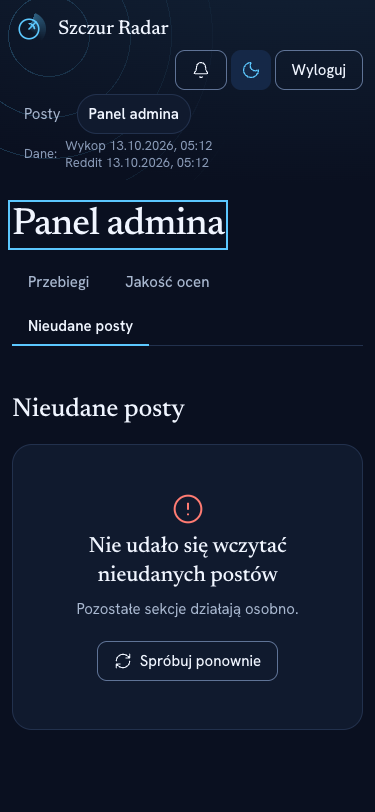 Szczur Radar
Wyloguj
Posty
Panel admina
Dane:
Wykop 13.10.2026, 05:12
Reddit 13.10.2026, 05:12
Panel admina
Przebiegi
Jakość ocen
Nieudane posty
Nieudane posty
Nie udało się wczytać
nieudanych postów
Pozostałe sekcje działają osobno.
Spróbuj ponownie